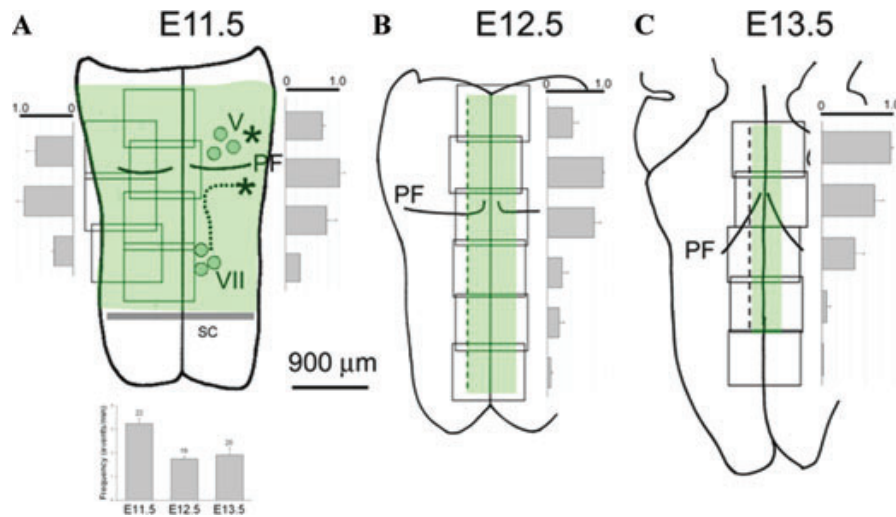 A E11.5 B E12.5 C E13.5
0 1.0
1.0 0
0 1.0
0 1.0
V *
PF
*
VII
SC
PF
PF
900 µm
Frequency (events/min)
23
19
E11.5 E12.5 E13.5